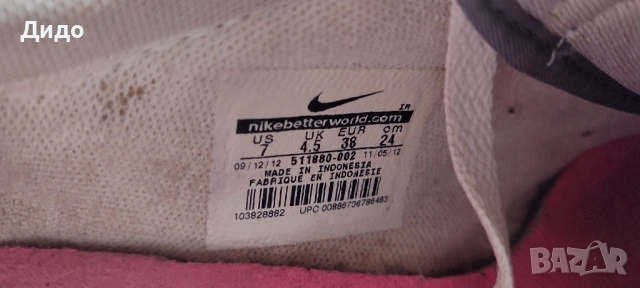 Дидо
IR
nikebetterworld.com
US UK EUR cm
7 4.5 38 24
09/12/12 511880-002 11/05/12
MADE IN INDONESIA
FABRIQUE EN INDONESIE
103828882 UPC 00886736786483
BAZAR